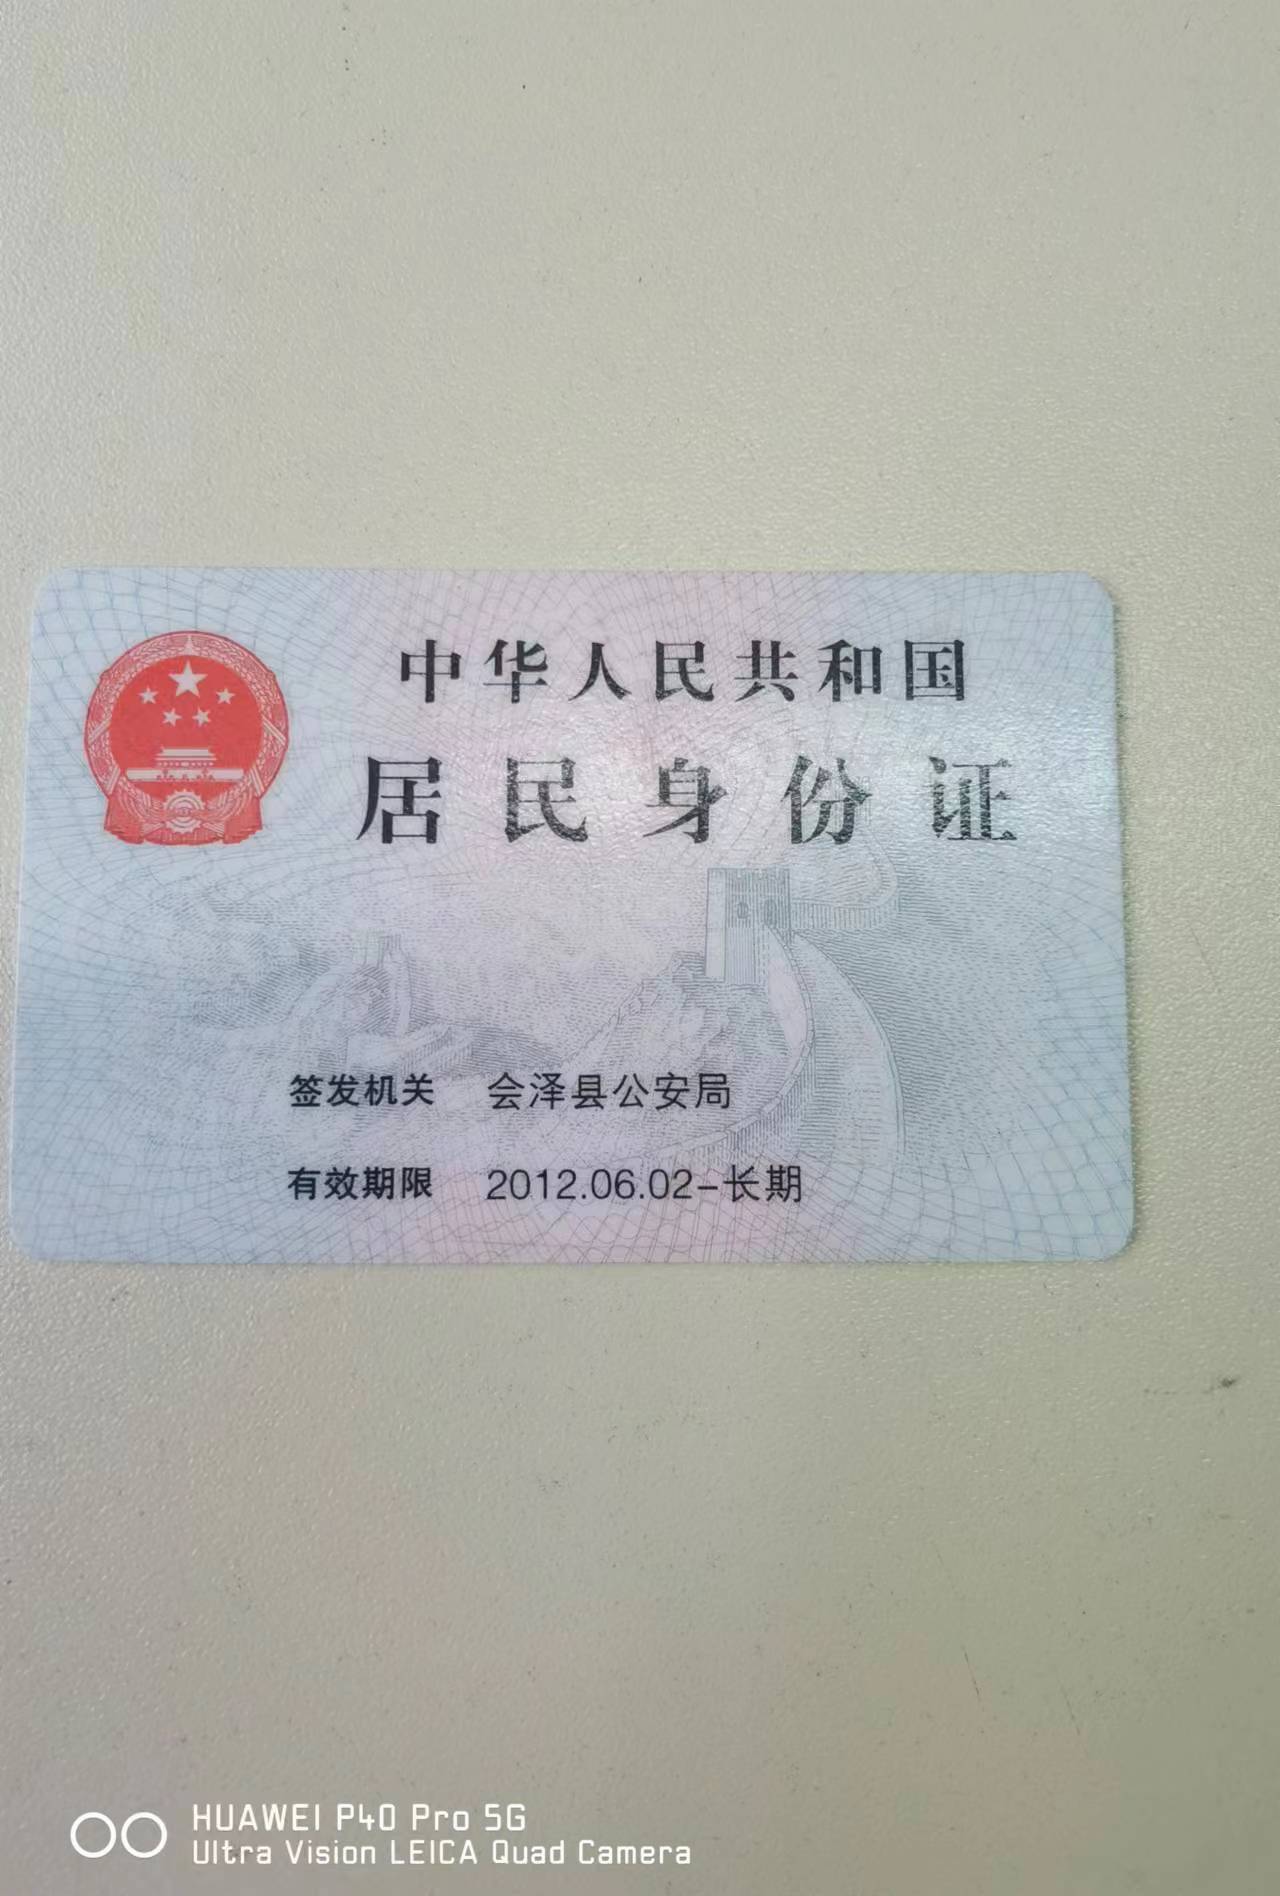 中华人民共和国
居民身份证
签发机关 会泽县公安局
有效期限 2012.06.02-长期
HUAWEI P40 Pro 5G
Ultra Vision LEICA Quad Camera